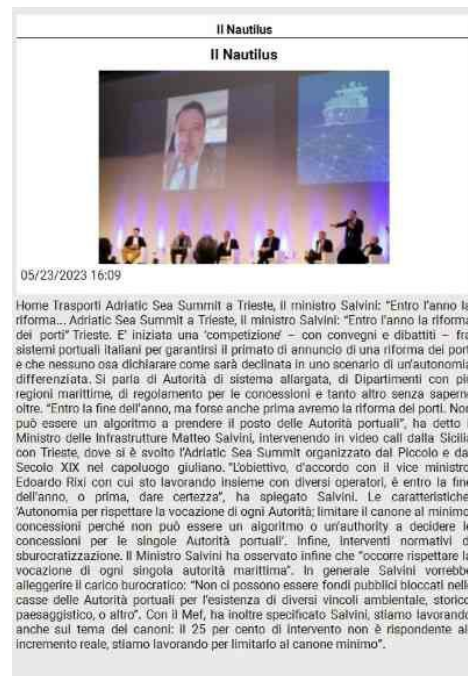 Il Nautilus
Il Nautilus
05/23/2023 16:09
Home Trasporti Adriatic Sea Summit a Trieste, il ministro Salvini: "Entro l'anno la
riforma... Adriatic Sea Summit a Trieste, il ministro Salvini: "Entro l'anno la riforma
dei porti" Trieste. E' iniziata una 'competizione' – con convegni e dibattiti – fra
sistemi portuali italiani per garantirsi il primato di annuncio di una riforma dei port
e che nessuno osa dichiarare come sarà declinata in uno scenario di un'autonomia
differenziata. Si parla di Autorità di sistema allargata, di Dipartimenti con pi
regioni marittime, di regolamento per le concessioni e tanto altro senza saperne
oltre. "Entro la fine dell'anno, ma forse anche prima avremo la riforma dei porti. Non
può essere un algoritmo a prendere il posto delle Autorità portuali", ha detto i
Ministro delle Infrastrutture Matteo Salvini, intervenendo in video call dalla Sicilia
con Trieste, dove si è svolto l'Adriatic Sea Summit organizzato dal Piccolo e da
Secolo XIX nel capoluogo giuliano. "L'obiettivo, d'accordo con il vice ministro
Edoardo Rixi con cui sto lavorando insieme con diversi operatori, è entro la fine
dell'anno, o prima, dare certezza", ha spiegato Salvini. Le caratteristiche:
'Autonomia per rispettare la vocazione di ogni Autorità; limitare il canone al minimo
concessioni perché non può essere un algoritmo o un'authority a decidere le
concessioni per le singole Autorità portuali'. Infine, interventi normativi d
sburocratizzazione. Il Ministro Salvini ha osservato infine che "occorre rispettare la
vocazione di ogni singola autorità marittima". In generale Salvini vorrebbe
alleggerire il carico burocratico: "Non ci possono essere fondi pubblici bloccati nelle
casse delle Autorità portuali per l'esistenza di diversi vincoli ambientale, storico
paesaggistico, o altro". Con il Mef, ha inoltre specificato Salvini, stiamo lavorando
anche sul tema dei canoni: il 25 per cento di intervento non è rispondente al
incremento reale, stiamo lavorando per limitarlo al canone minimo".